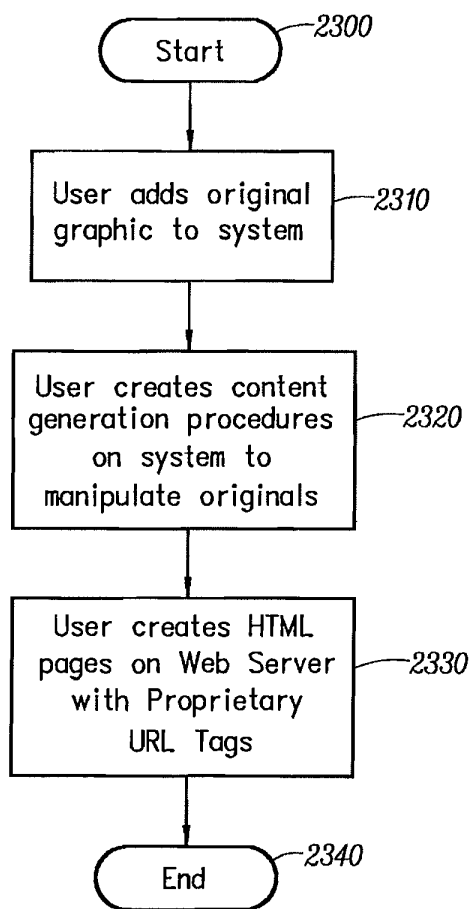 2300
Start
User adds original
graphic to system
2310
User creates content
generation procedures
on system to
manipulate originals
2320
User creates HTML
pages on Web Server
with Proprietary
URL Tags
2330
End
2340